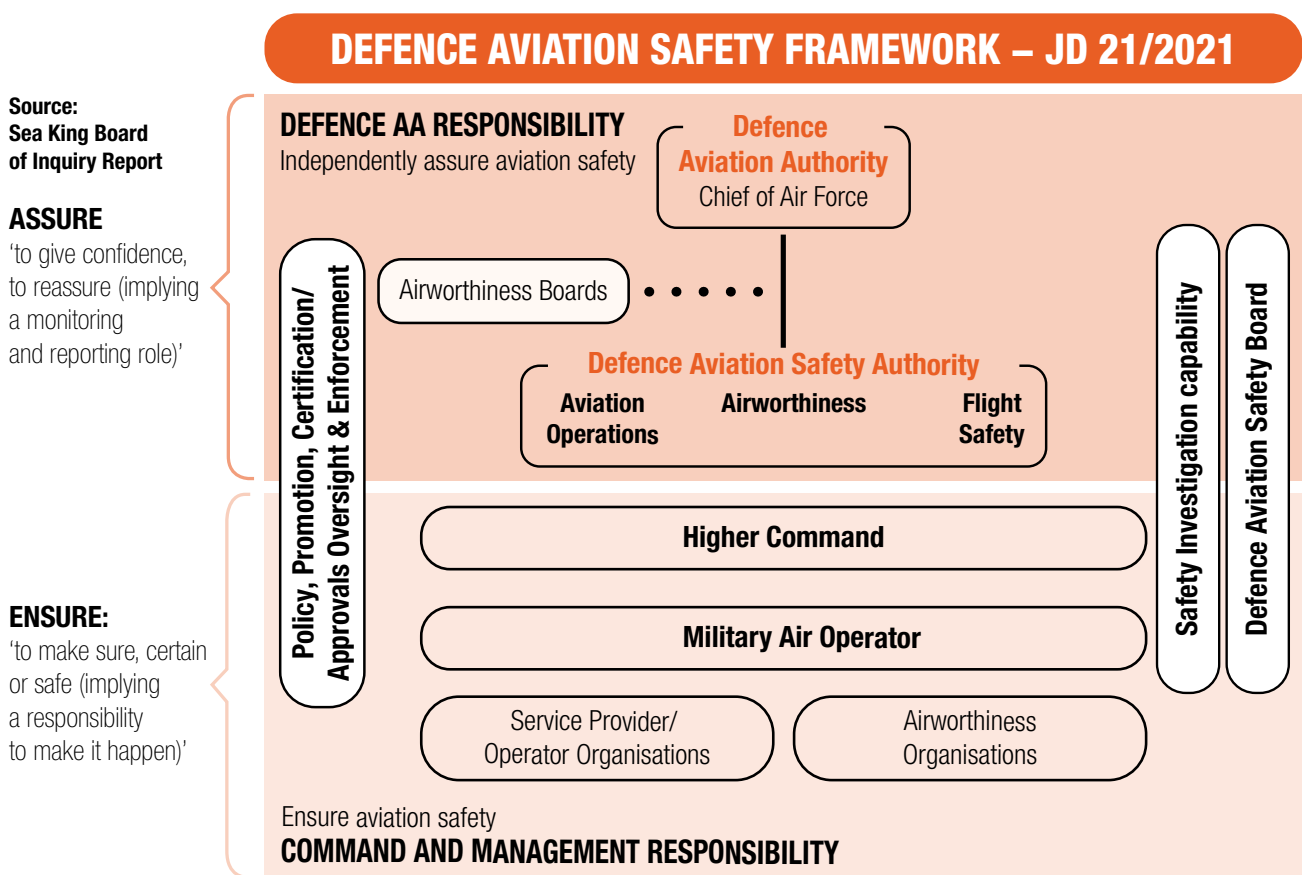 DEFENCE AVIATION SAFETY FRAMEWORK – JD 21/2021
Source:
Sea King Board
of Inquiry Report
ASSURE
‘to give confidence,
to reassure (implying
a monitoring
and reporting role)’
DEFENCE AA RESPONSIBILITY
Independently assure aviation safety
Defence
Aviation Authority
Chief of Air Force
Policy, Promotion, Certification/
Approvals Oversight & Enforcement
Airworthiness Boards
Defence Aviation Safety Authority
Aviation
Operations
Airworthiness
Flight
Safety
Safety Investigation capability
Defence Aviation Safety Board
ENSURE:
‘to make sure, certain
or safe (implying
a responsibility
to make it happen)’
Higher Command
Military Air Operator
Service Provider/
Operator Organisations
Airworthiness
Organisations
Ensure aviation safety
COMMAND AND MANAGEMENT RESPONSIBILITY